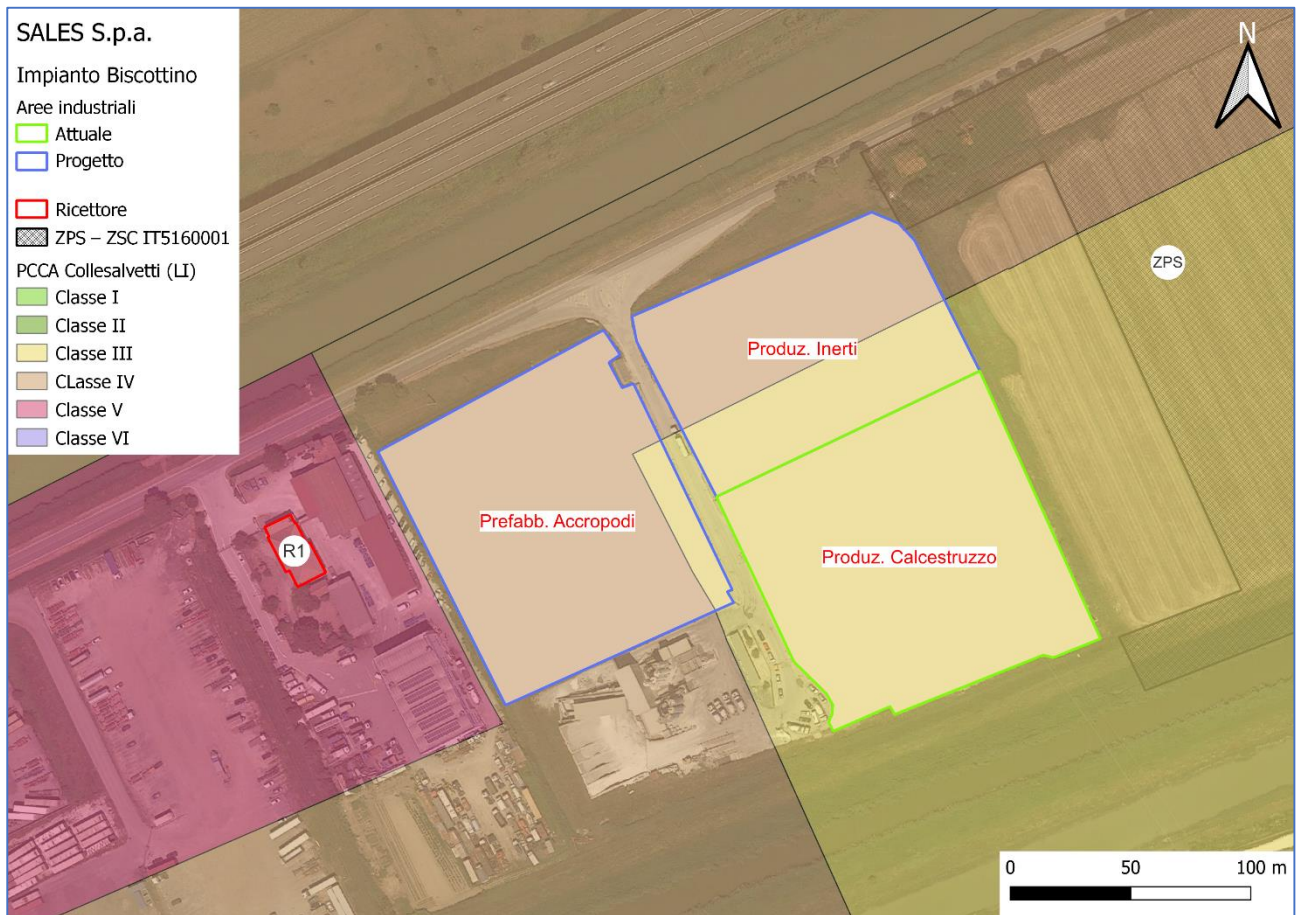 SALES S.p.a.
Impianto Biscottino
Aree industriali
Attuale
Progetto
Ricettore
ZPS – ZSC IT5160001
PCCA Collesalvetti (LI)
Classe I
Classe II
Classe III
CLasse IV
Classe V
Classe VI
N
ZPS
Produz. Inerti
Prefabb. Accropodi
R1
Produz. Calcestruzzo
0 50 100 m